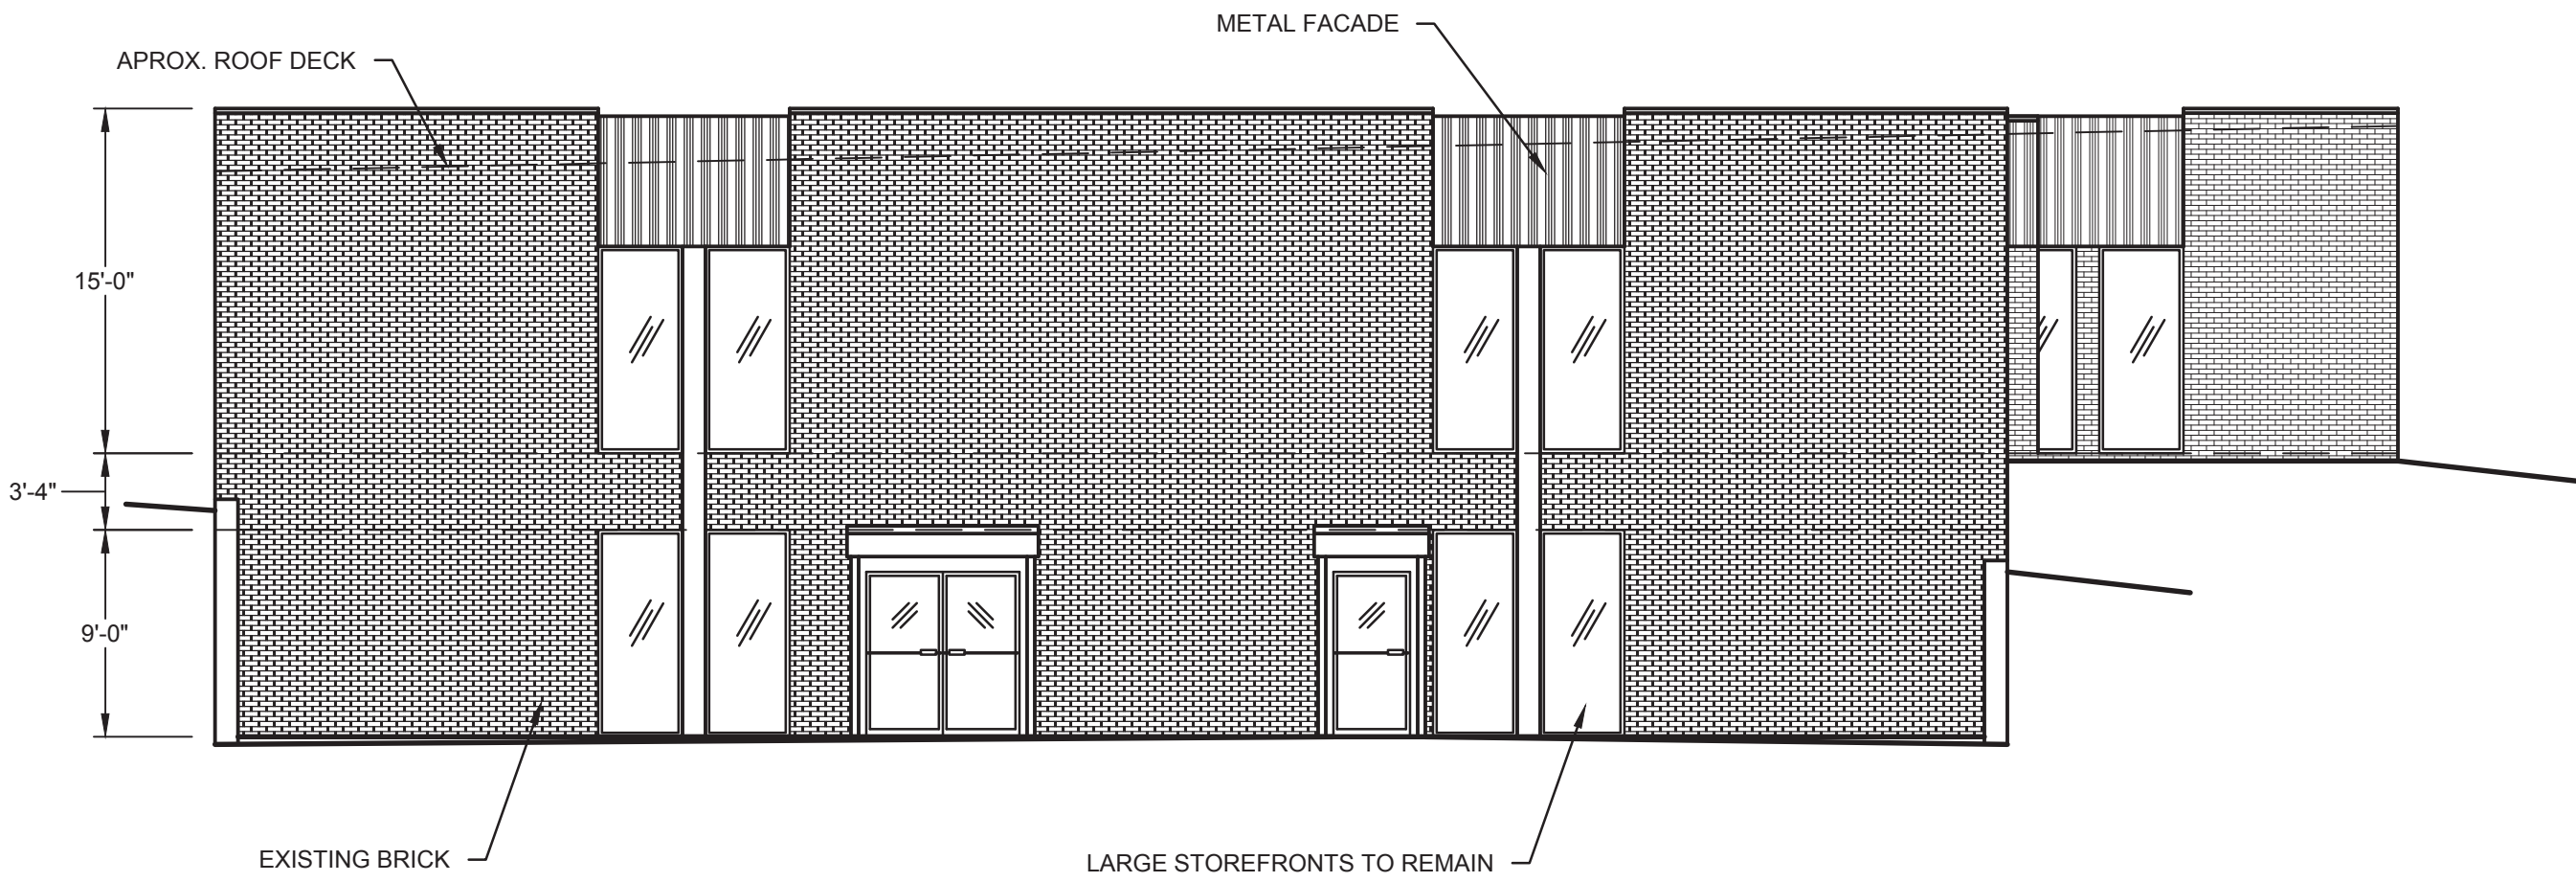 METAL FACADE
APROX. ROOF DECK
15'-0"
3'-4"
9'-0"
EXISTING BRICK
LARGE STOREFRONTS TO REMAIN